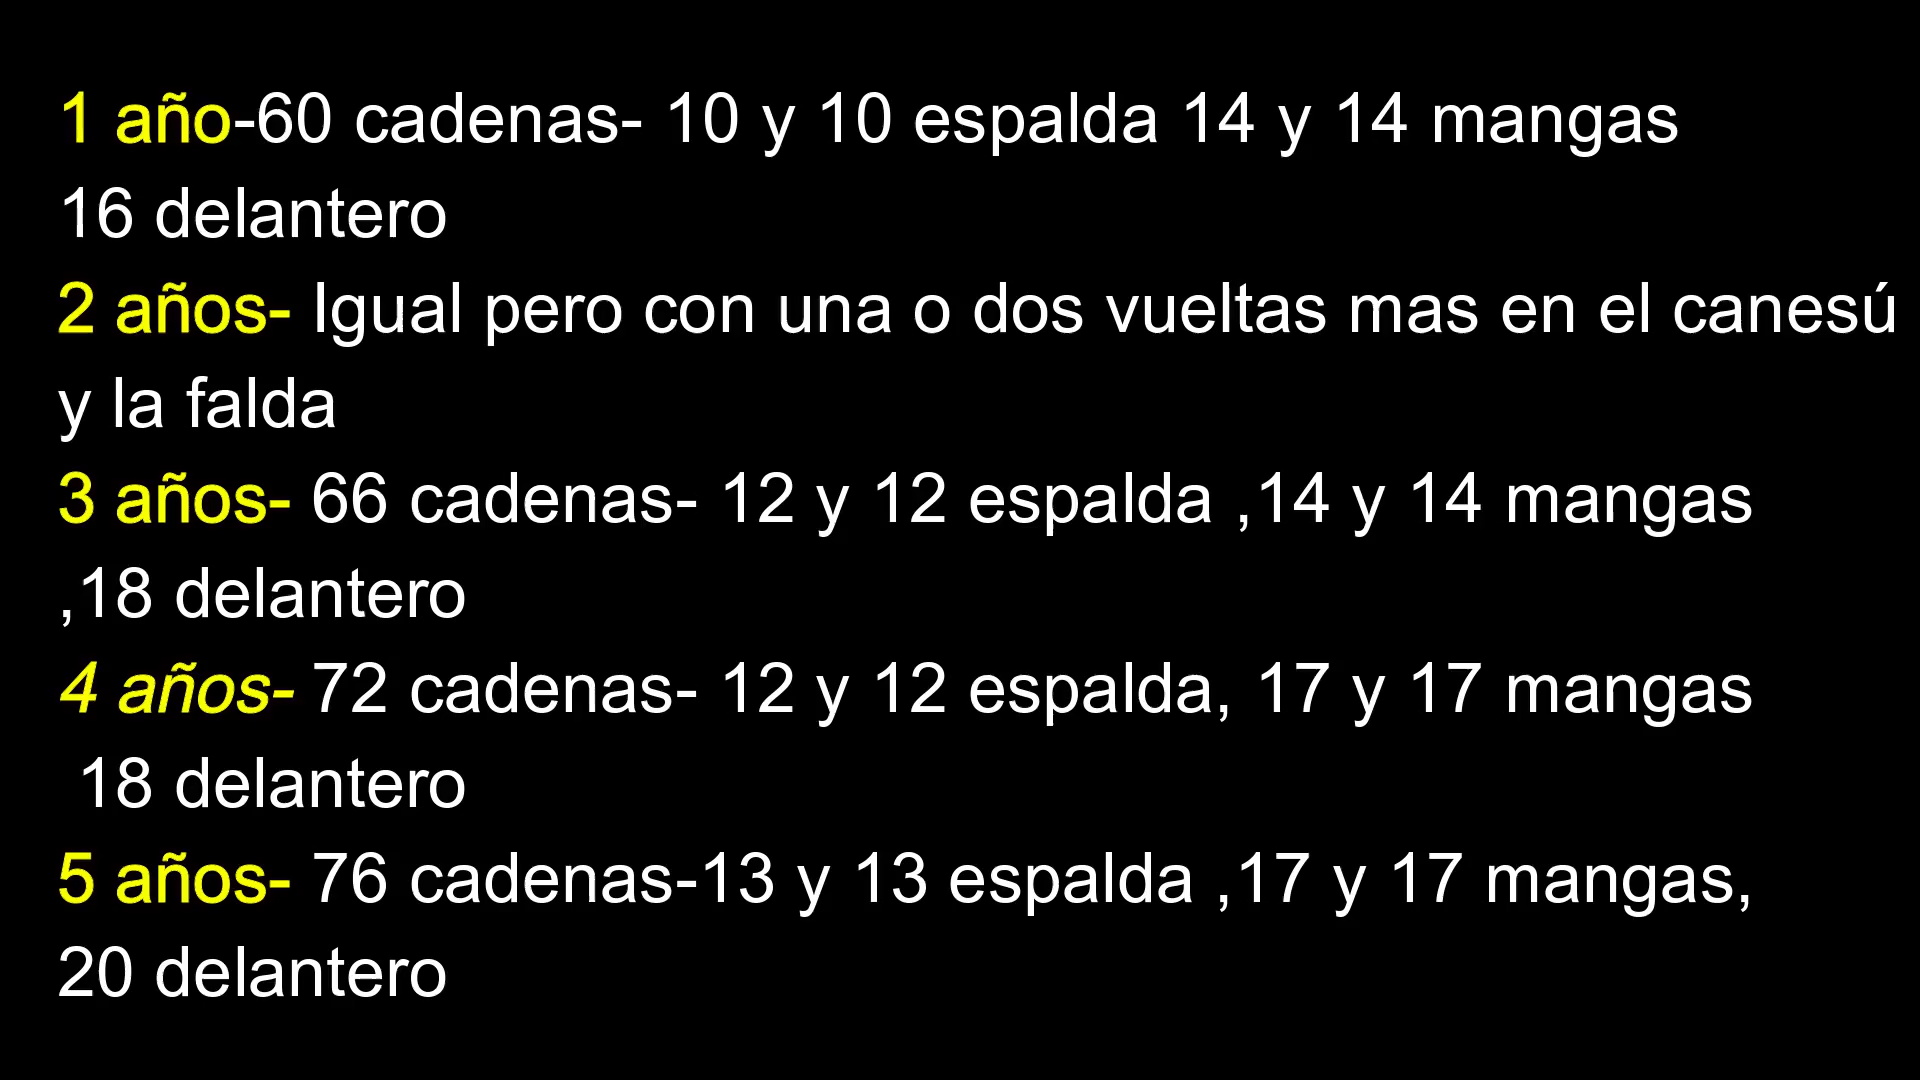 1 año-60 cadenas- 10 y 10 espalda 14 y 14 mangas
16 delantero
2 años- Igual pero con una o dos vueltas mas en el canesú
y la falda
3 años- 66 cadenas- 12 y 12 espalda ,14 y 14 mangas
,18 delantero
4 años- 72 cadenas- 12 y 12 espalda, 17 y 17 mangas
18 delantero
5 años- 76 cadenas-13 y 13 espalda ,17 y 17 mangas,
20 delantero